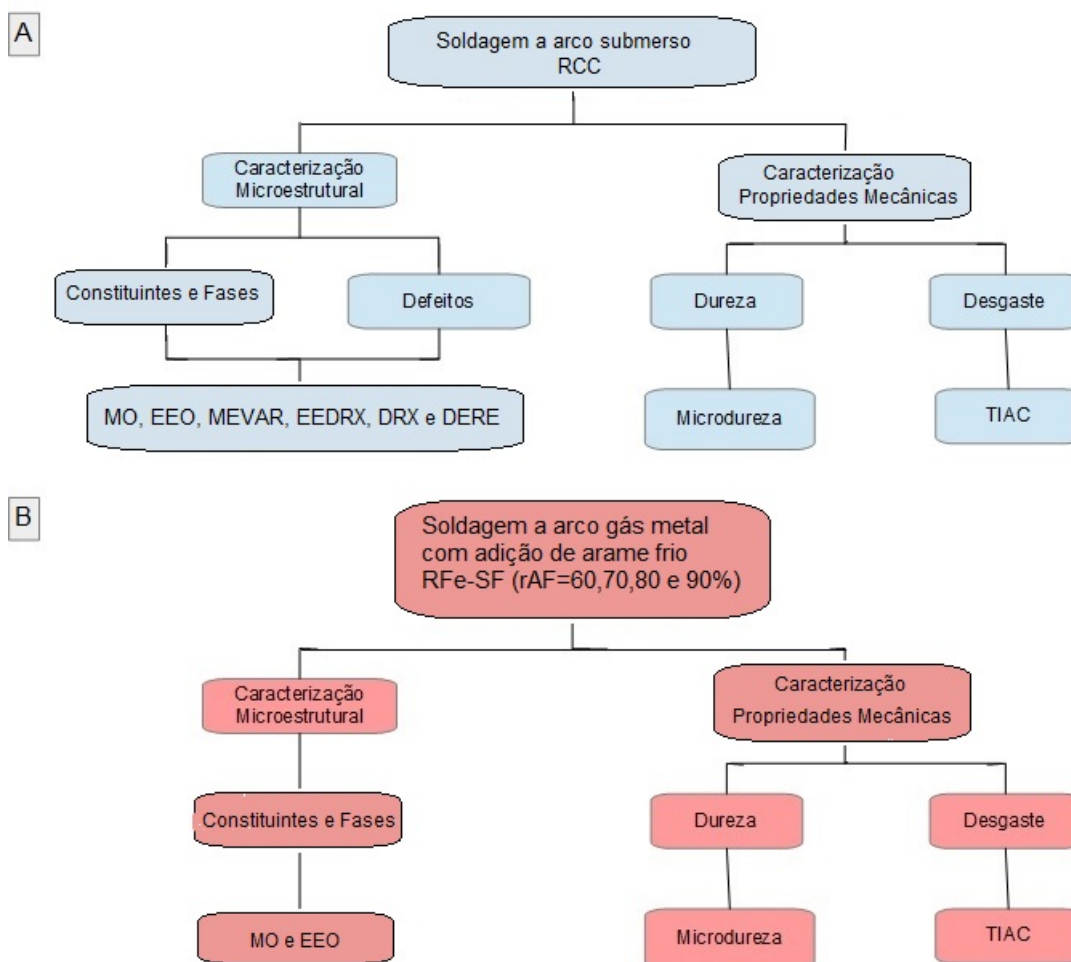 A
Soldagem a arco submerso
RCC
Caracterização
Microestrutural
Caracterização
Propriedades Mecânicas
Constituintes e Fases
Defeitos
Dureza
Desgaste
MO, EEO, MEVAR, EEDRX, DRX e DERE
Microdureza
TIAC
B
Soldagem a arco gás metal
com adição de arame frio
RFe-SF (rAF=60,70,80 e 90%)
Caracterização
Microestrutural
Caracterização
Propriedades Mecânicas
Constituintes e Fases
Dureza
Desgaste
MO e EEO
Microdureza
TIAC